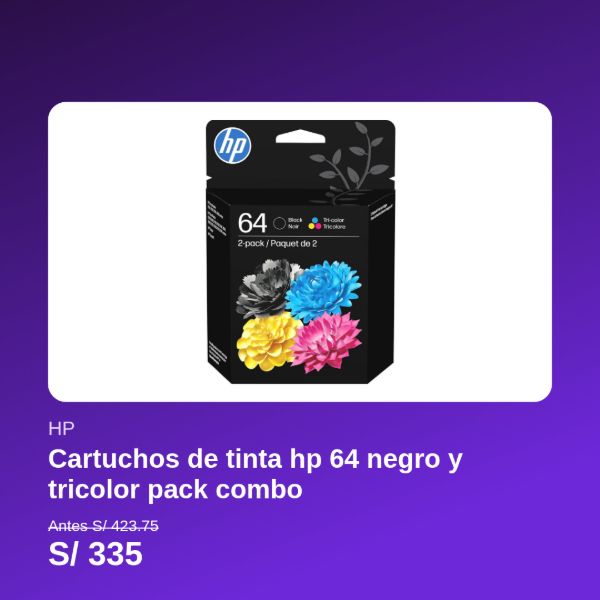 hp
64 Black Tri-color
Noir Tricolore
2-pack / Paquet de 2
HP
Cartuchos de tinta hp 64 negro y
tricolor pack combo
Antes S/ 423.75
S/ 335